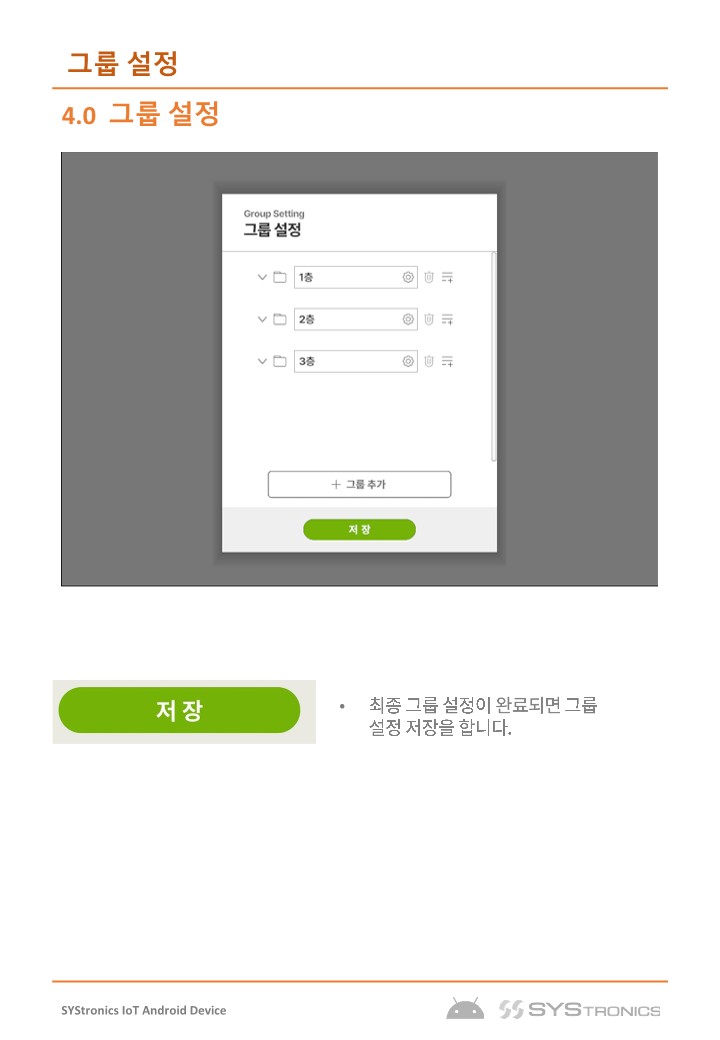 그룹 설정
4.0 그룹 설정
Group Setting
그룹 설정
1층
2층
3층
+ 그룹 추가
저 장
저 장
• 최종 그룹 설정이 완료되면 그룹
설정 저장을 합니다.
SYStronics IoT Android Device
SYSTRONICS